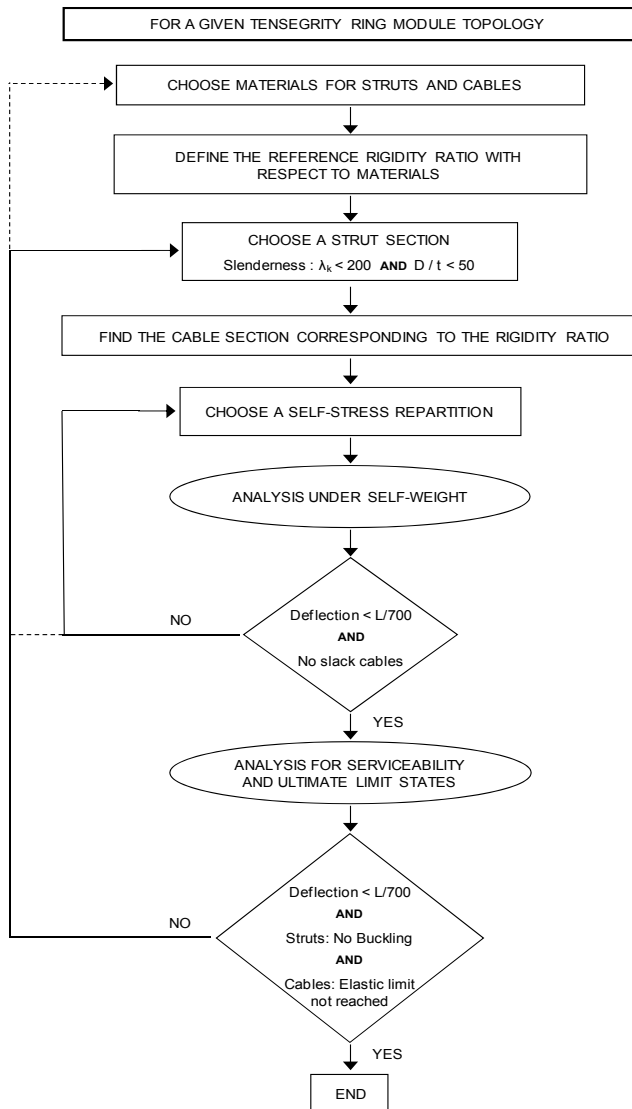 FOR A GIVEN TENSEGRITY RING MODULE TOPOLOGY
CHOOSE MATERIALS FOR STRUTS AND CABLES
DEFINE THE REFERENCE RIGIDITY RATIO WITH
RESPECT TO MATERIALS
CHOOSE A STRUT SECTION
Slenderness : λk < 200 AND D / t < 50
FIND THE CABLE SECTION CORRESPONDING TO THE RIGIDITY RATIO
CHOOSE A SELF-STRESS REPARTITION
ANALYSIS UNDER SELF-WEIGHT
NO
Deflection < L/700
AND
No slack cables
YES
ANALYSIS FOR SERVICEABILITY
AND ULTIMATE LIMIT STATES
NO
Deflection < L/700
AND
Struts: No Buckling
AND
Cables: Elastic limit
not reached
YES
END